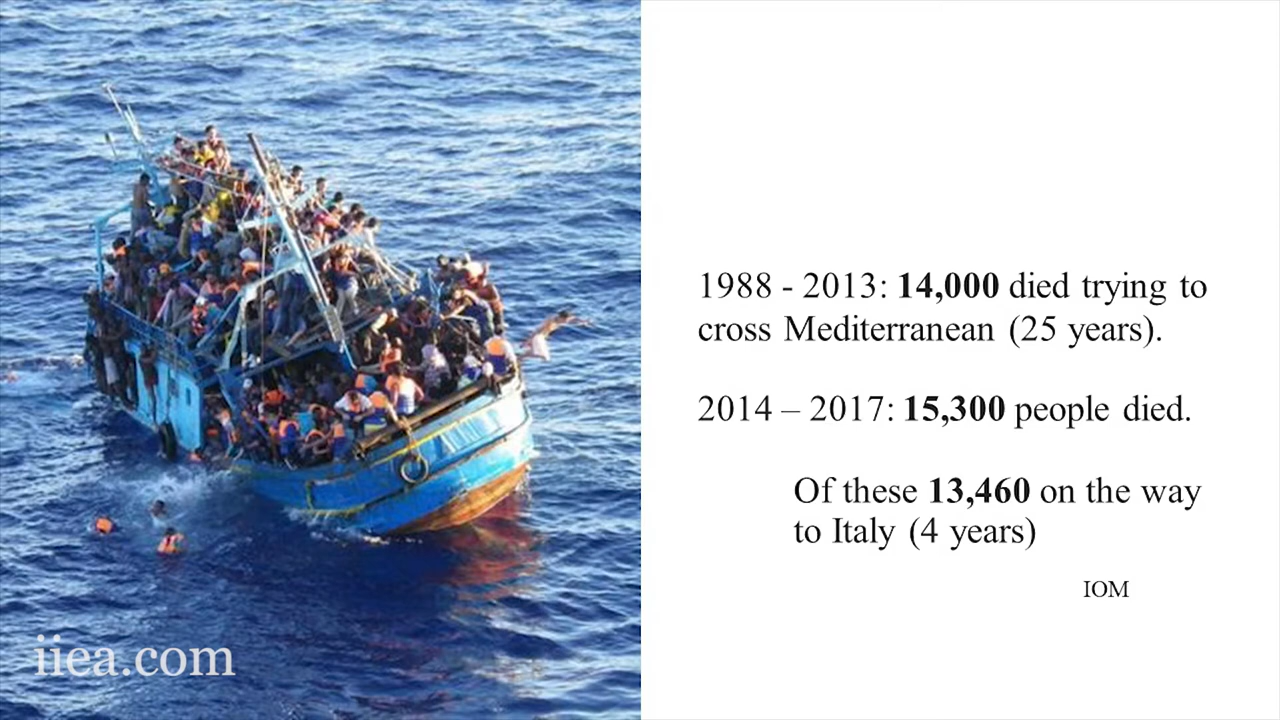 1988 - 2013: 14,000 died trying to
cross Mediterranean (25 years).
2014 – 2017: 15,300 people died.
Of these 13,460 on the way
to Italy (4 years)
IOM
iiea.com